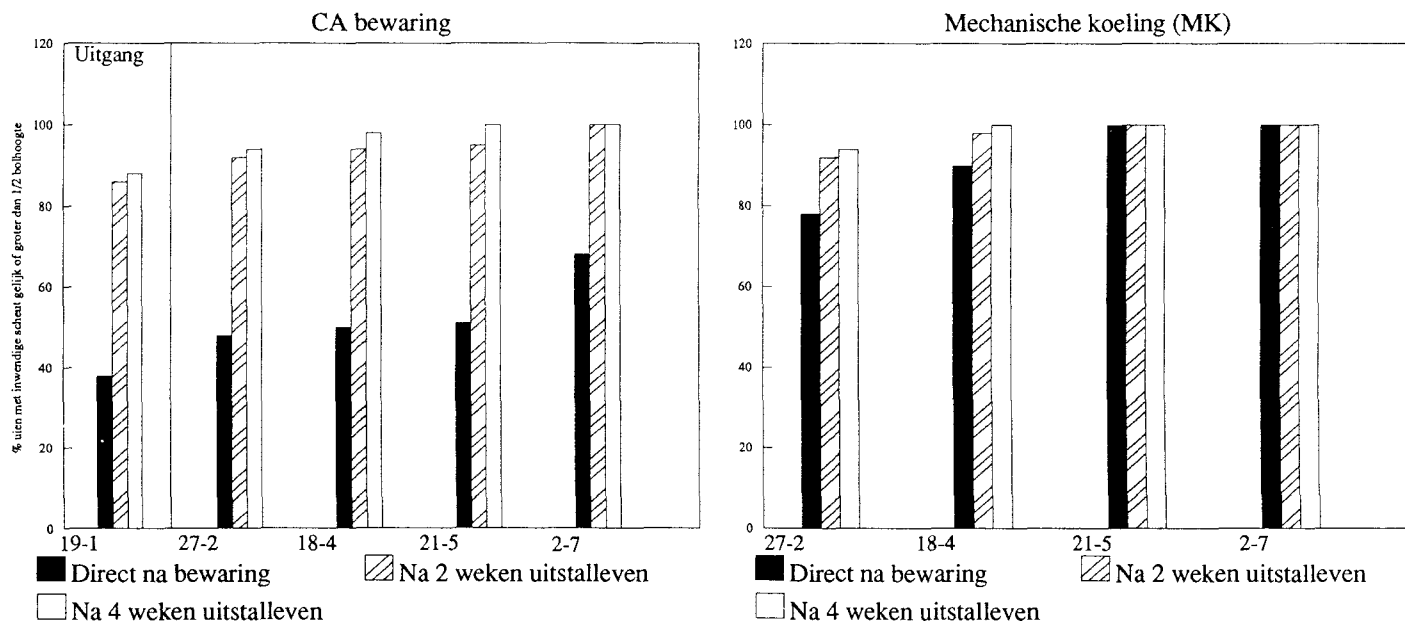 CA bewaring
% uien met inwendige scheut gelijk of groter dan 1/2 bolhoogte
120
100
80
60
40
20
0
Uitgang
19-1 27-2 18-4 21-5 2-7
Direct na bewaring Na 2 weken uitstalleven
Na 4 weken uitstalleven
Mechanische koeling (MK)
120
100
80
60
40
20
0
27-2 18-4 21-5 2-7
Direct na bewaring Na 2 weken uitstalleven
Na 4 weken uitstalleven